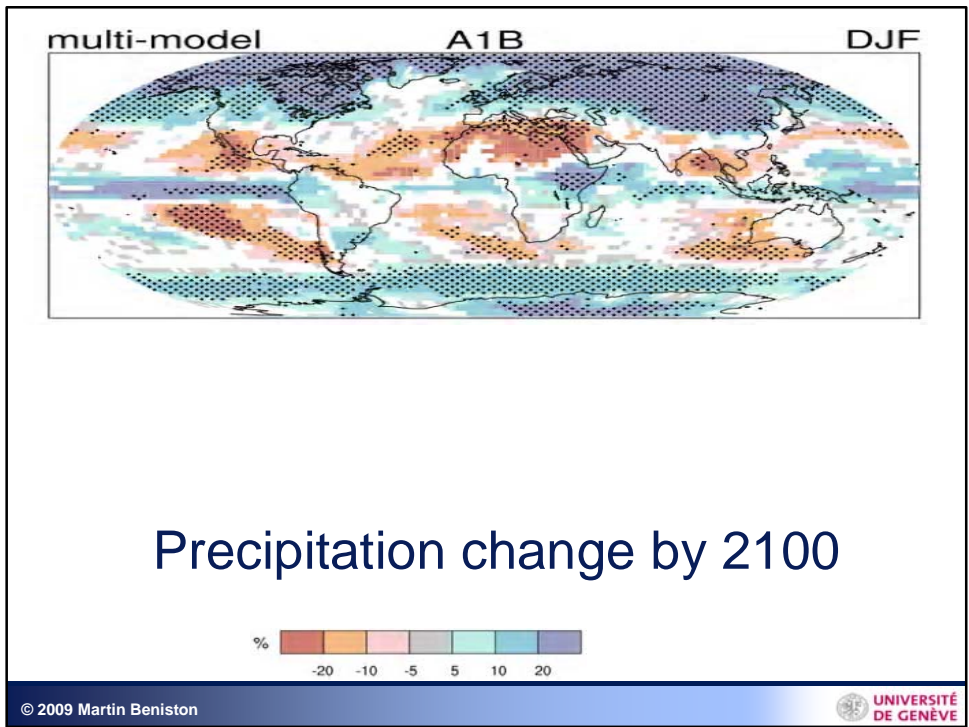 multi-model A1B DJF
Precipitation change by 2100
%
-20 -10 -5 5 10 20
© 2009 Martin Beniston
UNIVERSITÉ
DE GENÈVE